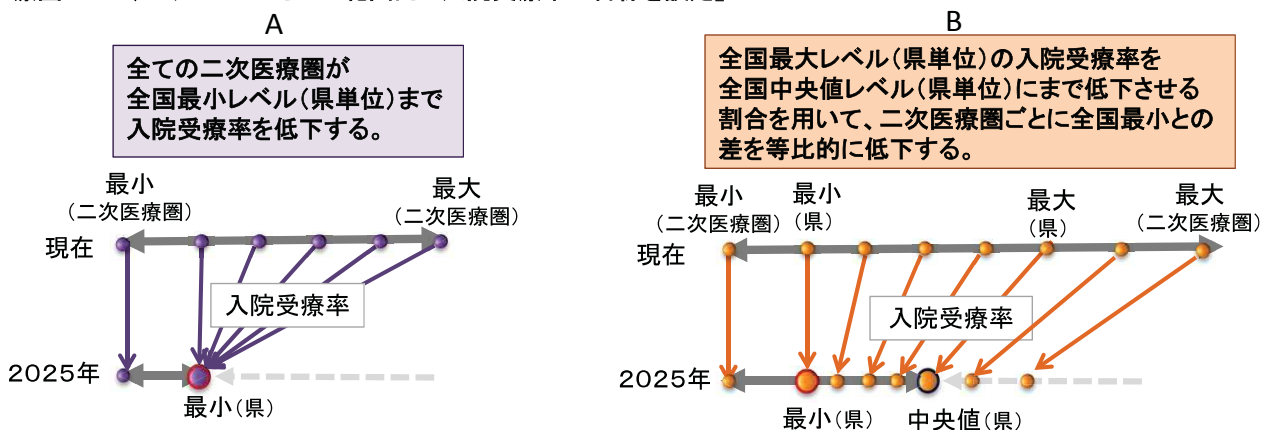 A
全ての二次医療圏が
全国最小レベル(県単位)まで
入院受療率を低下する。
最小
(二次医療圏)
最大
(二次医療圏)
現在
入院受療率
2025年
最小(県)
B
全国最大レベル(県単位)の入院受療率を
全国中央値レベル(県単位)にまで低下させる
割合を用いて、二次医療圏ごとに全国最小との
差を等比的に低下する。
最小
(二次医療圏)
最小
(県)
最大
(県)
最大
(二次医療圏)
現在
入院受療率
2025年
最小(県)
中央値(県)